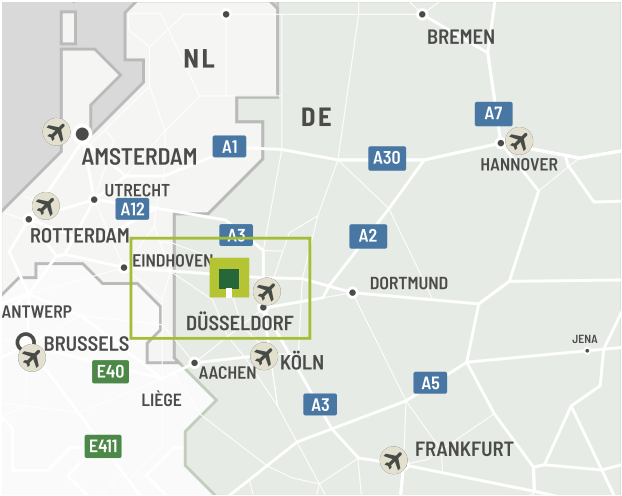 NL
BREMEN
DE
A7
A1
AMSTERDAM
A30
HANNOVER
UTRECHT
A12
ROTTERDAM
A3
A2
EINDHOVEN
DORTMUND
ANTWERP
DÜSSELDORF
BRUSSELS
JENA
KÖLN
E40
AACHEN
A5
LIÈGE
A3
E411
FRANKFURT